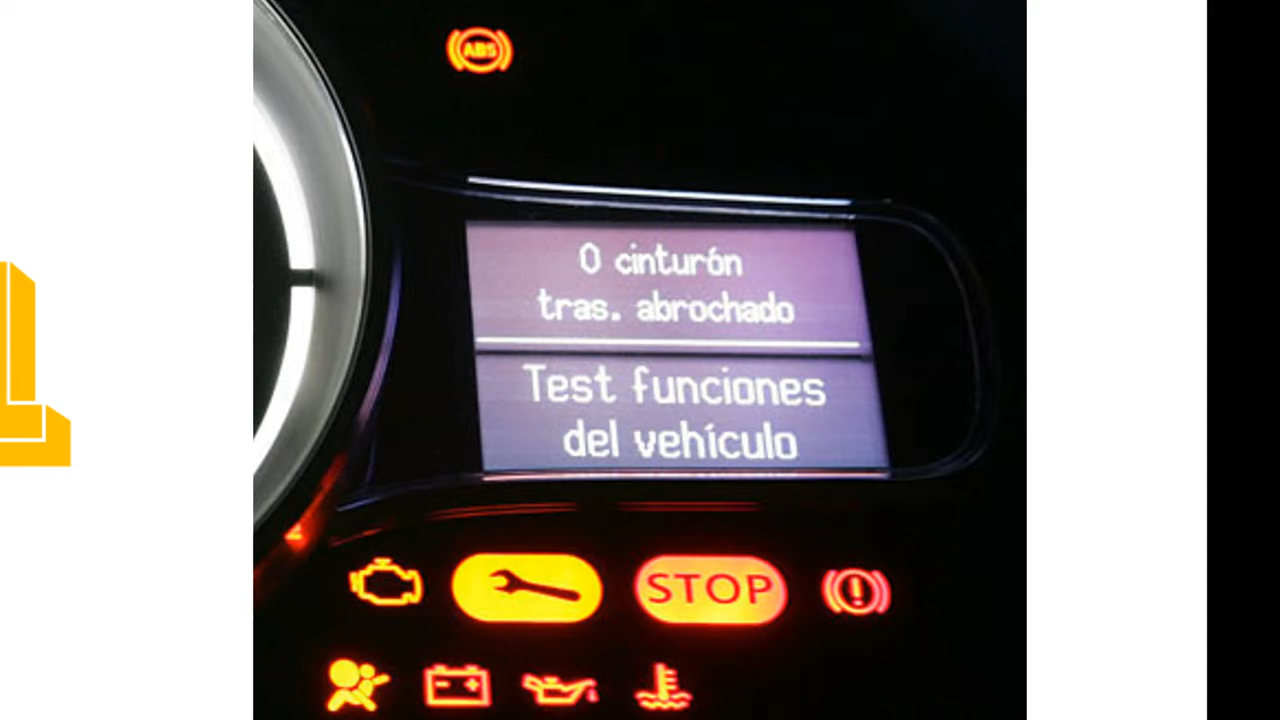 ABS
0 cinturón
tras. abrochado
Test funciones
del vehículo
STOP